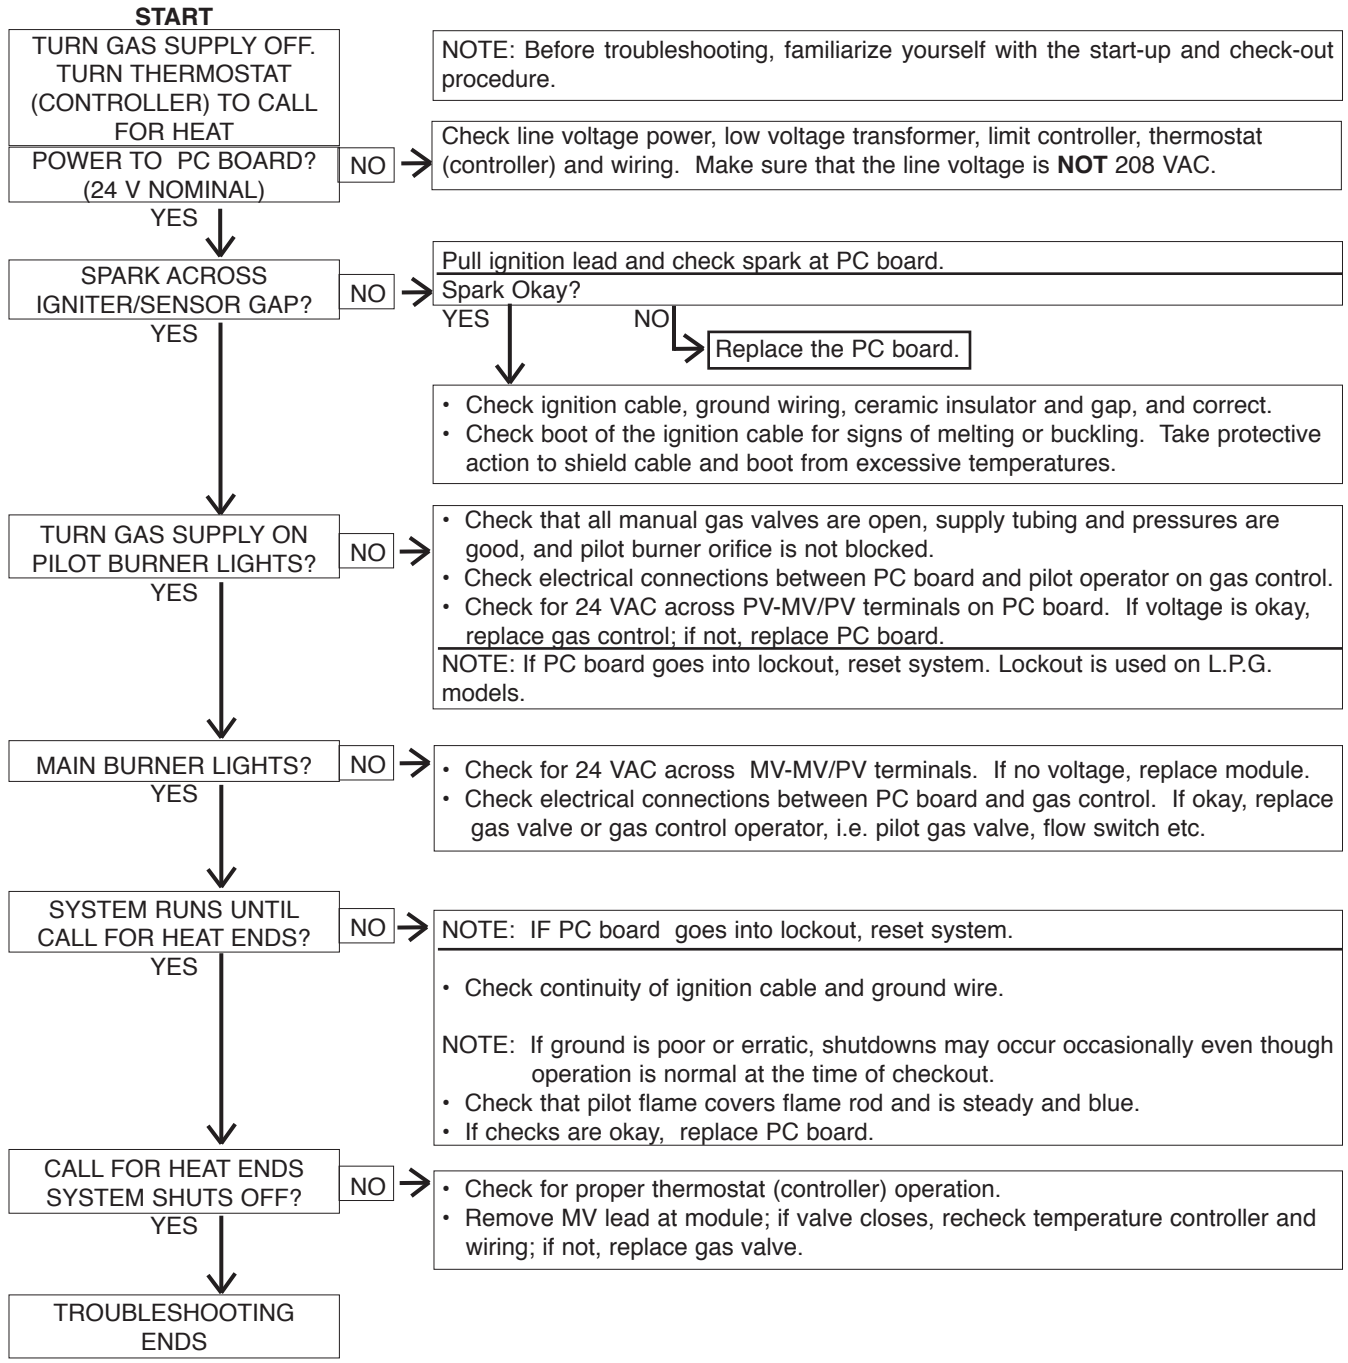 START
TURN GAS SUPPLY OFF.
TURN THERMOSTAT
(CONTROLLER) TO CALL
FOR HEAT
NOTE: Before troubleshooting, familiarize yourself with the start-up and check-out
procedure.
POWER TO PC BOARD?
(24 V NOMINAL)
NO
Check line voltage power, low voltage transformer, limit controller, thermostat
(controller) and wiring. Make sure that the line voltage is NOT 208 VAC.
YES
SPARK ACROSS
IGNITER/SENSOR GAP?
NO
Pull ignition lead and check spark at PC board.
Spark Okay?
YES
NO
Replace the PC board.
• Check ignition cable, ground wiring, ceramic insulator and gap, and correct.
• Check boot of the ignition cable for signs of melting or buckling. Take protective
action to shield cable and boot from excessive temperatures.
YES
TURN GAS SUPPLY ON
PILOT BURNER LIGHTS?
NO
• Check that all manual gas valves are open, supply tubing and pressures are
good, and pilot burner orifice is not blocked.
• Check electrical connections between PC board and pilot operator on gas control.
• Check for 24 VAC across PV-MV/PV terminals on PC board. If voltage is okay,
replace gas control; if not, replace PC board.
NOTE: If PC board goes into lockout, reset system. Lockout is used on L.P.G.
models.
YES
MAIN BURNER LIGHTS?
NO
• Check for 24 VAC across MV-MV/PV terminals. If no voltage, replace module.
• Check electrical connections between PC board and gas control. If okay, replace
gas valve or gas control operator, i.e. pilot gas valve, flow switch etc.
YES
SYSTEM RUNS UNTIL
CALL FOR HEAT ENDS?
NO
NOTE: IF PC board goes into lockout, reset system.
• Check continuity of ignition cable and ground wire.
NOTE: If ground is poor or erratic, shutdowns may occur occasionally even though
operation is normal at the time of checkout.
• Check that pilot flame covers flame rod and is steady and blue.
• If checks are okay, replace PC board.
YES
CALL FOR HEAT ENDS
SYSTEM SHUTS OFF?
NO
• Check for proper thermostat (controller) operation.
• Remove MV lead at module; if valve closes, recheck temperature controller and
wiring; if not, replace gas valve.
YES
TROUBLESHOOTING
ENDS